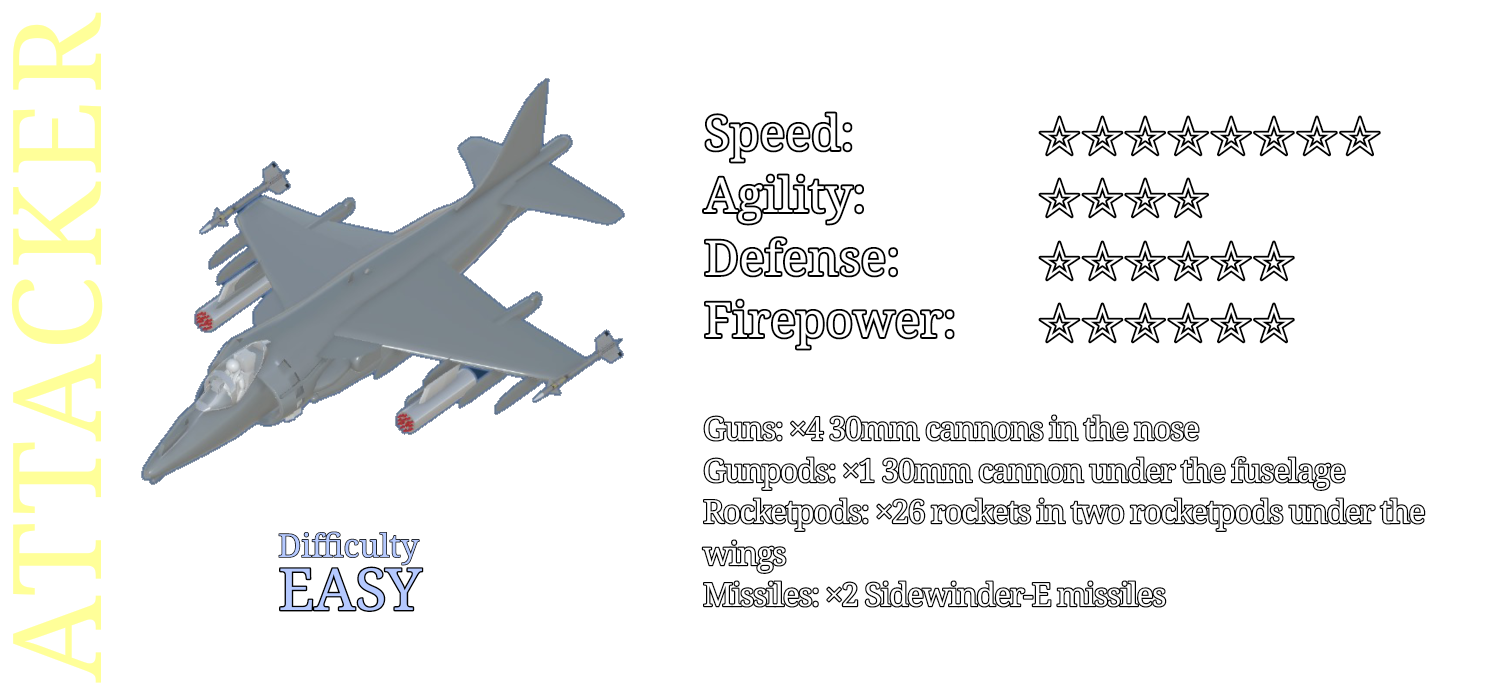 ATTACKER
Speed: ☆☆☆☆☆☆☆☆
Agility: ☆☆☆☆
Defense: ☆☆☆☆☆☆
Firepower: ☆☆☆☆☆☆
Guns: ×4 30mm cannons in the nose
Gunpods: ×1 30mm cannon under the fuselage
Rocketpods: ×26 rockets in two rocketpods under the
wings
Missiles: ×2 Sidewinder-E missiles
Difficulty
EASY